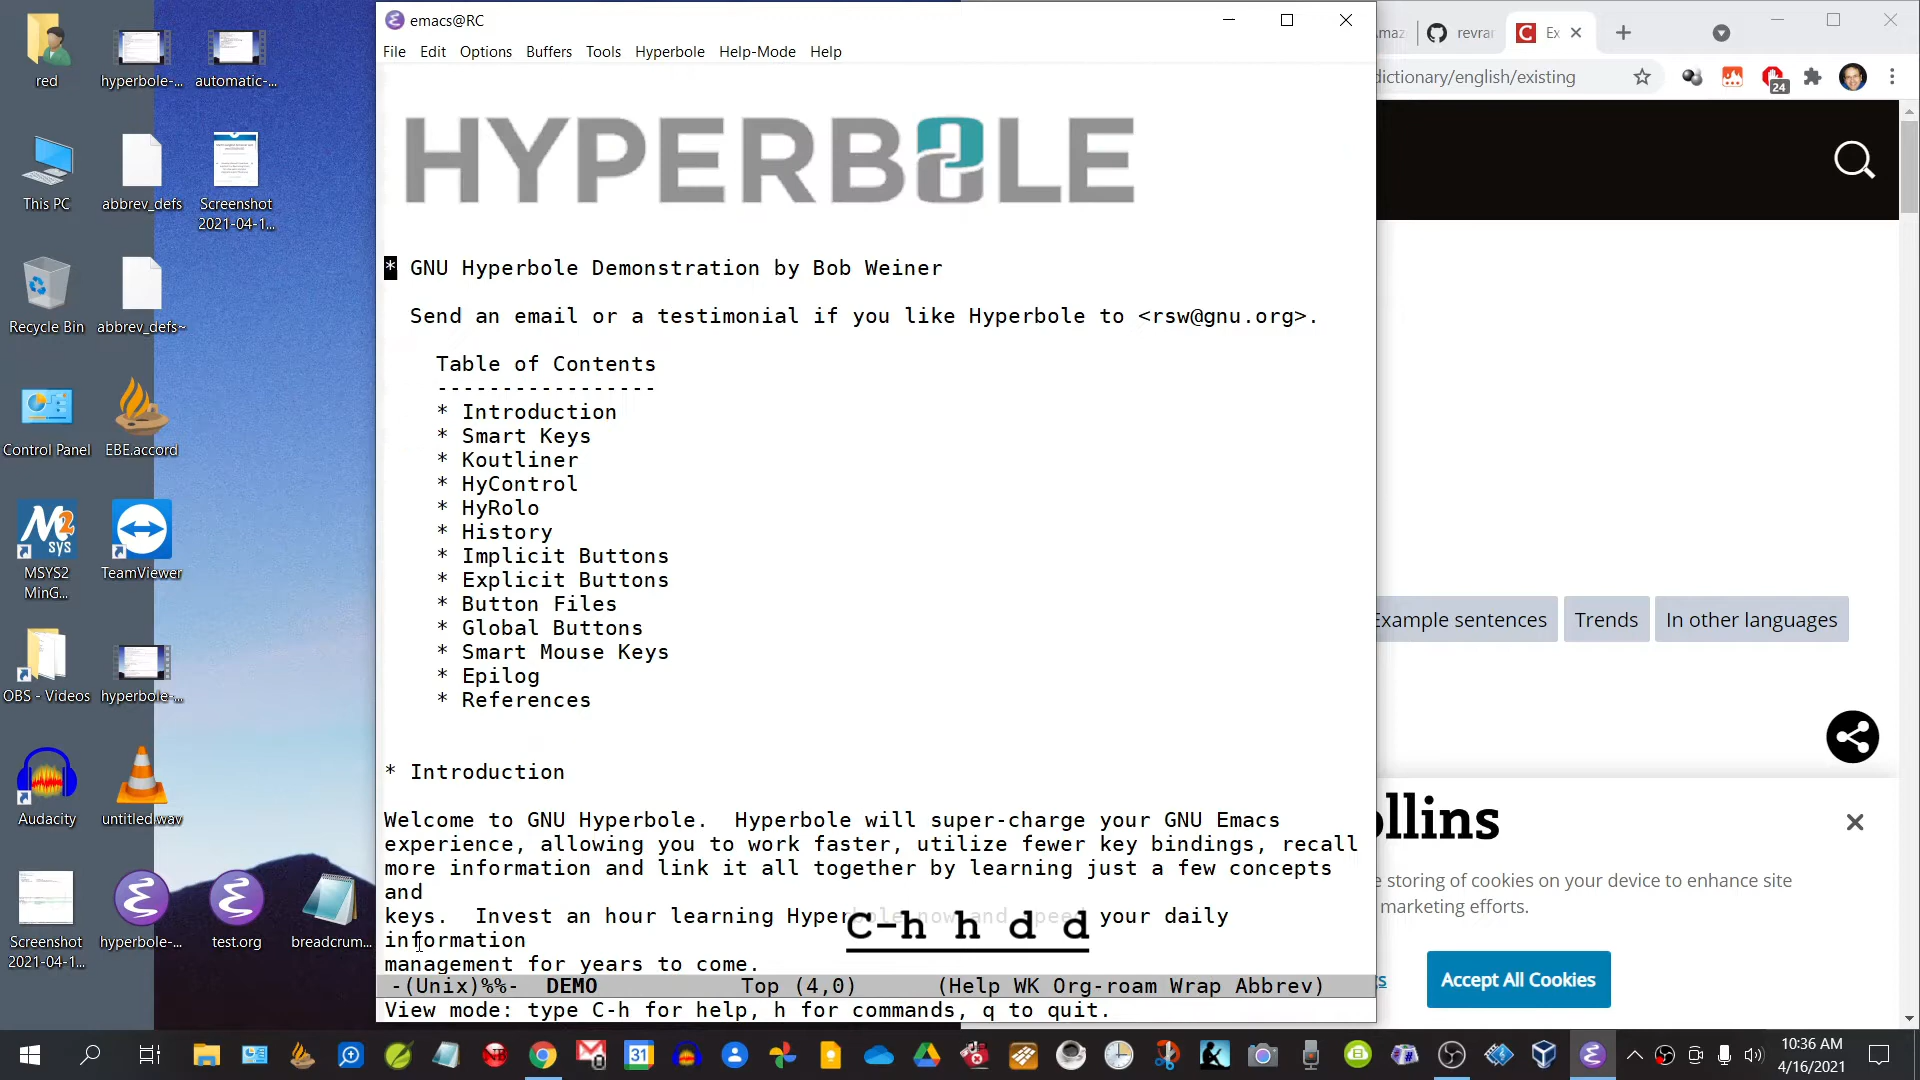 red
hyperbole-...
automatic-...
This PC
abbrev_defs
Screenshot
2021-04-1...
Recycle Bin
abbrev_defs~
Control Panel
EBE.accord
MSYS2
MinG...
TeamViewer
OBS - Videos
hyperbole-...
Audacity
untitled.wav
Screenshot
2021-04-1...
hyperbole-...
test.org
breadcrum...
emacs@RC
File Edit Options Buffers Tools Hyperbole Help-Mode Help
HYPERBOLE
* GNU Hyperbole Demonstration by Bob Weiner
Send an email or a testimonial if you like Hyperbole to <rsw@gnu.org>.
Table of Contents
-----------------
* Introduction
* Smart Keys
* Koutliner
* HyControl
* HyRolo
* History
* Implicit Buttons
* Explicit Buttons
* Button Files
* Global Buttons
* Smart Mouse Keys
* Epilog
* References
* Introduction
Welcome to GNU Hyperbole.  Hyperbole will super-charge your GNU Emacs
experience, allowing you to work faster, utilize fewer key bindings, recall
more information and link it all together by learning just a few concepts
and
keys.  Invest an hour learning Hyperbole now and speed your daily
information
management for years to come.
C-h h d d
-(Unix)%%-  DEMO  Top (4,0)  (Help WK Org-roam Wrap Abbrev)
View mode: type C-h for help, h for commands, q to quit.
maz
revrar
Ex
dictionary/english/existing
24
Example sentences
Trends
In other languages
ollins
e storing of cookies on your device to enhance site
marketing efforts.
s
Accept All Cookies
10:36 AM
4/16/2021